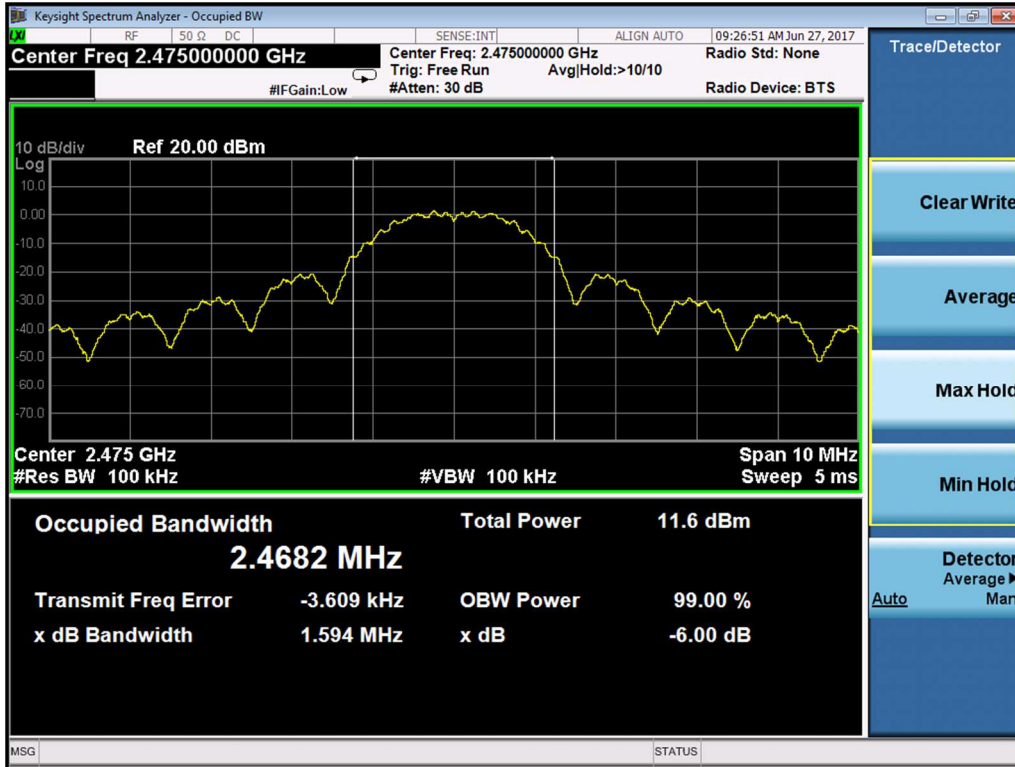 Keysight Spectrum Analyzer - Occupied BW
LXI RF 50 Ω DC SENSE:INT ALIGN AUTO 09:26:51 AM Jun 27, 2017
Center Freq 2.475000000 GHz
Center Freq: 2.475000000 GHz Radio Std: None
Trig: Free Run Avg|Hold:>10/10
#IFGain:Low #Atten: 30 dB Radio Device: BTS
10 dB/div Ref 20.00 dBm
Log
10.0
0.00
-10.0
-20.0
-30.0
-40.0
-50.0
-60.0
-70.0
Center 2.475 GHz Span 10 MHz
#Res BW 100 kHz #VBW 100 kHz Sweep 5 ms
Occupied Bandwidth Total Power 11.6 dBm
2.4682 MHz
Transmit Freq Error -3.609 kHz OBW Power 99.00 %
x dB Bandwidth 1.594 MHz x dB -6.00 dB
MSG STATUS
Trace/Detector
Clear Write
Average
Max Hold
Min Hold
Detector
Average
Auto Man